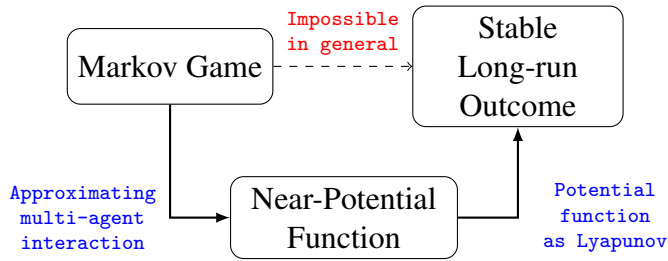 Markov Game
Impossible
in general
Stable
Long-run
Outcome
Approximating
multi-agent
interaction
Near-Potential
Function
Potential
function
as Lyapunov